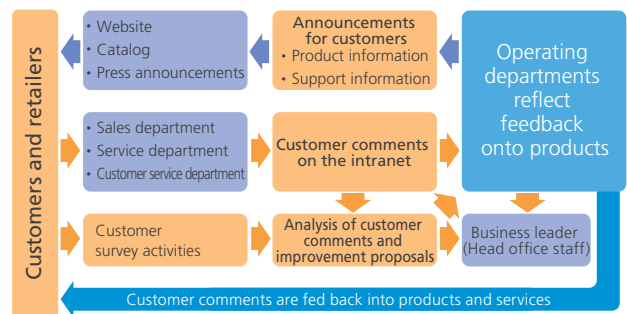 Customers and retailers
• Website
• Catalog
• Press announcements
Announcements
for customers
• Product information
• Support information
Operating
departments
reflect
feedback
onto products
• Sales department
• Service department
• Customer service department
Customer comments
on the intranet
Customer
survey activities
Analysis of customer
comments and
improvement proposals
Business leader
(Head office staff)
Customer comments are fed back into products and services